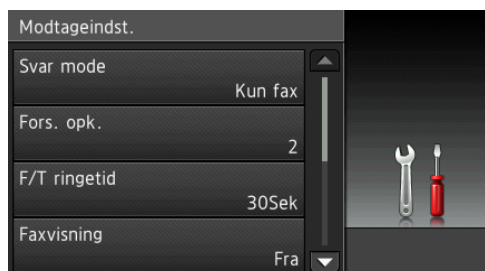 Modtageindst.
Svar mode
Kun fax
Fors. opk.
2
F/T ringetid
30Sek
Faxvisning
Fra